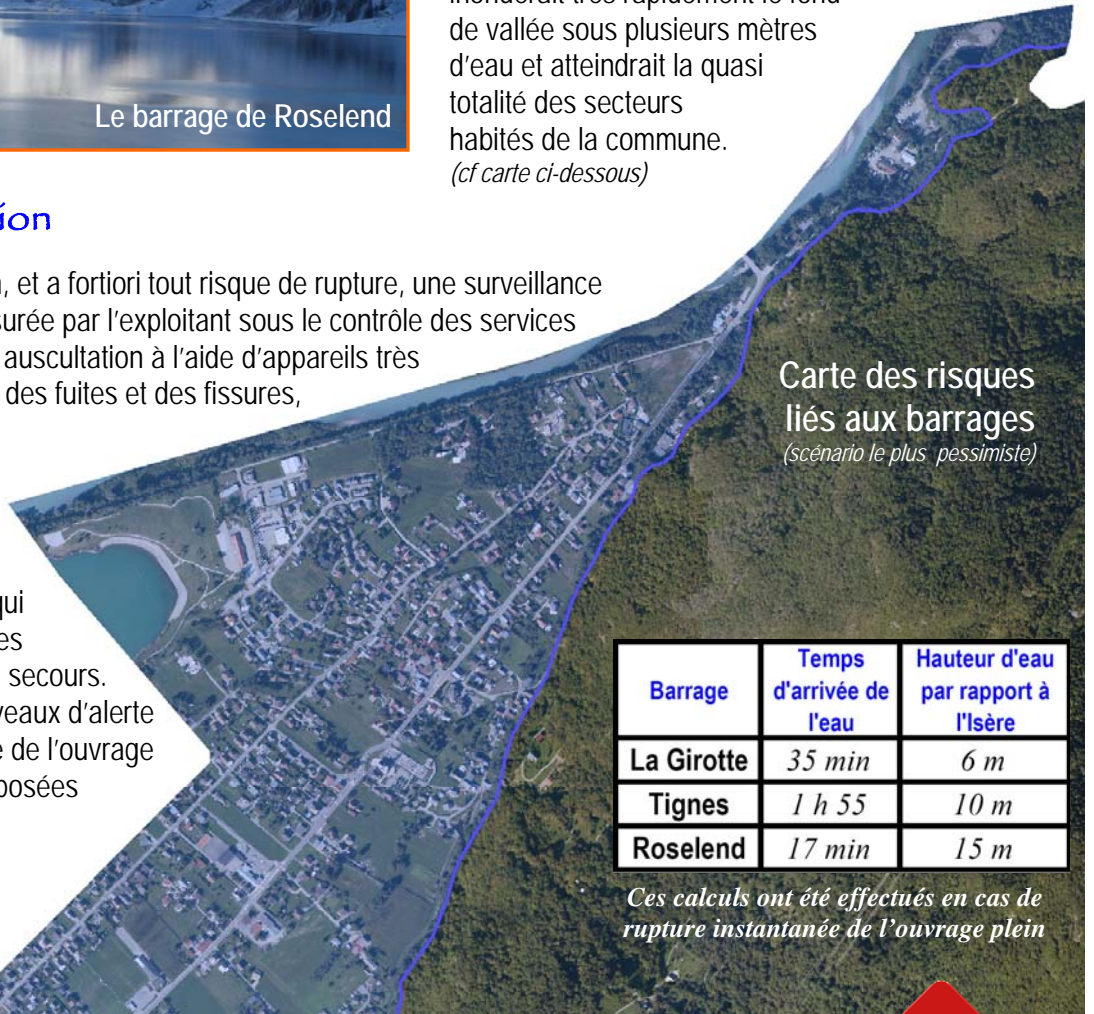 Le barrage de Roselend
inonderait très rapidement le fond
de vallée sous plusieurs mètres
d'eau et atteindrait la quasi
totalité des secteurs
habités de la commune.
(cf carte ci-dessous)
et a fortiori tout risque de rupture, une surveillance
par l'exploitant sous le contrôle des services
auscultation à l'aide d'appareils très
des fuites et des fissures,
qui
secours.
d'alerte
de l'ouvrage
Carte des risques
liés aux barrages
(scénario le plus pessimiste)
Barrage Temps d'arrivée de l'eau Hauteur d'eau par rapport à l'Isère
La Girotte 35 min 6 m
Tignes 1 h 55 10 m
Roselend 17 min 15 m
Ces calculs ont été effectués en cas de
rupture instantanée de l'ouvrage plein